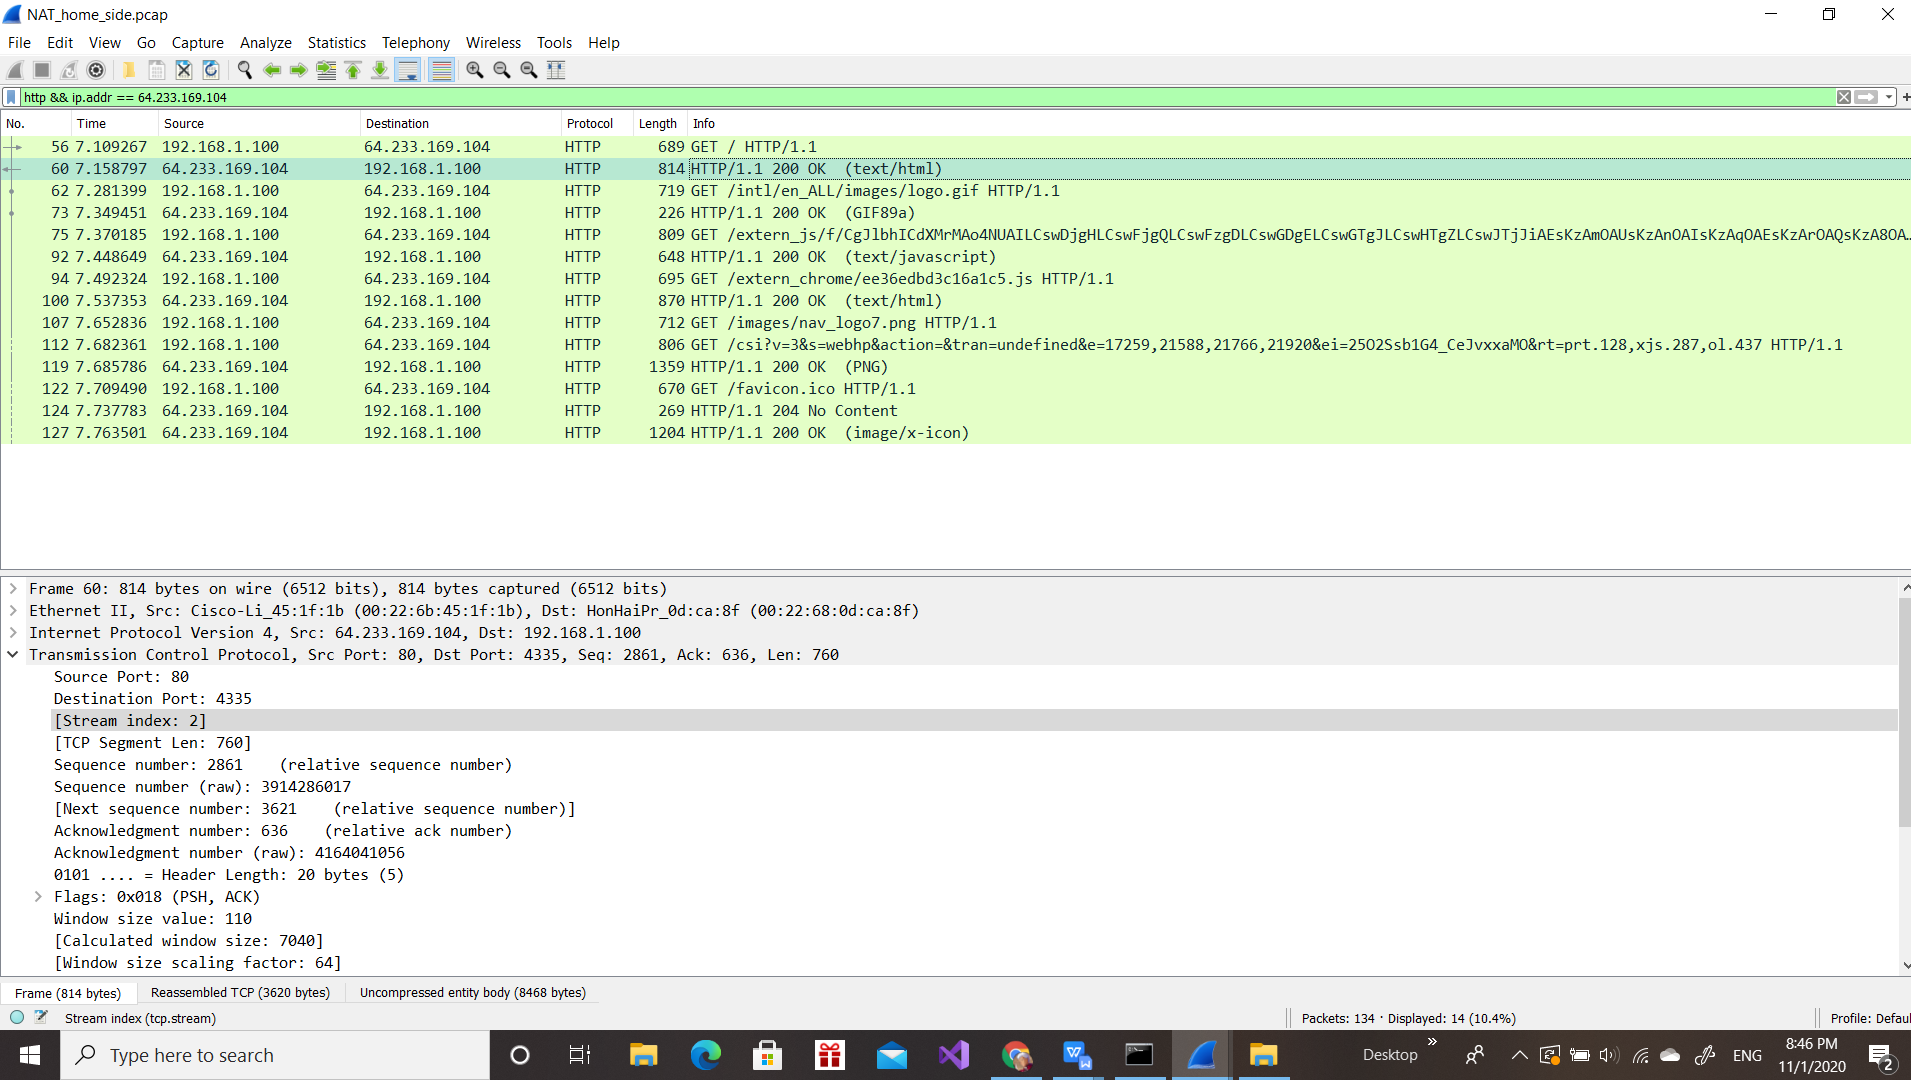 NAT_home_side.pcap
File Edit View Go Capture Analyze Statistics Telephony Wireless Tools Help
http && ip.addr == 64.233.169.104
No. Time Source Destination Protocol Length Info
56 7.109267 192.168.1.100 64.233.169.104 HTTP 689 GET / HTTP/1.1
60 7.158797 64.233.169.104 192.168.1.100 HTTP 814 HTTP/1.1 200 OK (text/html)
62 7.281399 192.168.1.100 64.233.169.104 HTTP 719 GET /intl/en_ALL/images/logo.gif HTTP/1.1
73 7.349451 64.233.169.104 192.168.1.100 HTTP 226 HTTP/1.1 200 OK (GIF89a)
75 7.370185 192.168.1.100 64.233.169.104 HTTP 809 GET /extern_js/f/CgJlbhICdXMrMAo4NUAILCswDjgHLCswFjgQLCswFzgDLCswGDgELCswGTgJLCswHTgZLCswJTjJiAEsKzAmOAUsKzAnOAIsKzAqOAEsKzArOAQsKzA8OA…
92 7.448649 64.233.169.104 192.168.1.100 HTTP 648 HTTP/1.1 200 OK (text/javascript)
94 7.492324 192.168.1.100 64.233.169.104 HTTP 695 GET /extern_chrome/ee36edbd3c16a1c5.js HTTP/1.1
100 7.537353 64.233.169.104 192.168.1.100 HTTP 870 HTTP/1.1 200 OK (text/html)
107 7.652836 192.168.1.100 64.233.169.104 HTTP 712 GET /images/nav_logo7.png HTTP/1.1
112 7.682361 192.168.1.100 64.233.169.104 HTTP 806 GET /csi?v=3&s=webhp&action=&tran=undefined&e=17259,21588,21766,21920&ei=25O2Ssb1G4_CeJvxxaMO&rt=prt.128,xjs.287,ol.437 HTTP/1.1
119 7.685786 64.233.169.104 192.168.1.100 HTTP 1359 HTTP/1.1 200 OK (PNG)
122 7.709490 192.168.1.100 64.233.169.104 HTTP 670 GET /favicon.ico HTTP/1.1
124 7.737783 64.233.169.104 192.168.1.100 HTTP 269 HTTP/1.1 204 No Content
127 7.763501 64.233.169.104 192.168.1.100 HTTP 1204 HTTP/1.1 200 OK (image/x-icon)
Frame 60: 814 bytes on wire (6512 bits), 814 bytes captured (6512 bits)
Ethernet II, Src: Cisco-Li_45:1f:1b (00:22:6b:45:1f:1b), Dst: HonHaiPr_0d:ca:8f (00:22:68:0d:ca:8f)
Internet Protocol Version 4, Src: 64.233.169.104, Dst: 192.168.1.100
Transmission Control Protocol, Src Port: 80, Dst Port: 4335, Seq: 2861, Ack: 636, Len: 760
Source Port: 80
Destination Port: 4335
[Stream index: 2]
[TCP Segment Len: 760]
Sequence number: 2861 (relative sequence number)
Sequence number (raw): 3914286017
[Next sequence number: 3621 (relative sequence number)]
Acknowledgment number: 636 (relative ack number)
Acknowledgment number (raw): 4164041056
0101 .... = Header Length: 20 bytes (5)
Flags: 0x018 (PSH, ACK)
Window size value: 110
[Calculated window size: 7040]
[Window size scaling factor: 64]
Frame (814 bytes) Reassembled TCP (3620 bytes) Uncompressed entity body (8468 bytes)
Stream index (tcp.stream) Packets: 134 · Displayed: 14 (10.4%) Profile: Defau
Type here to search Desktop ENG 8:46 PM
11/1/2020 2